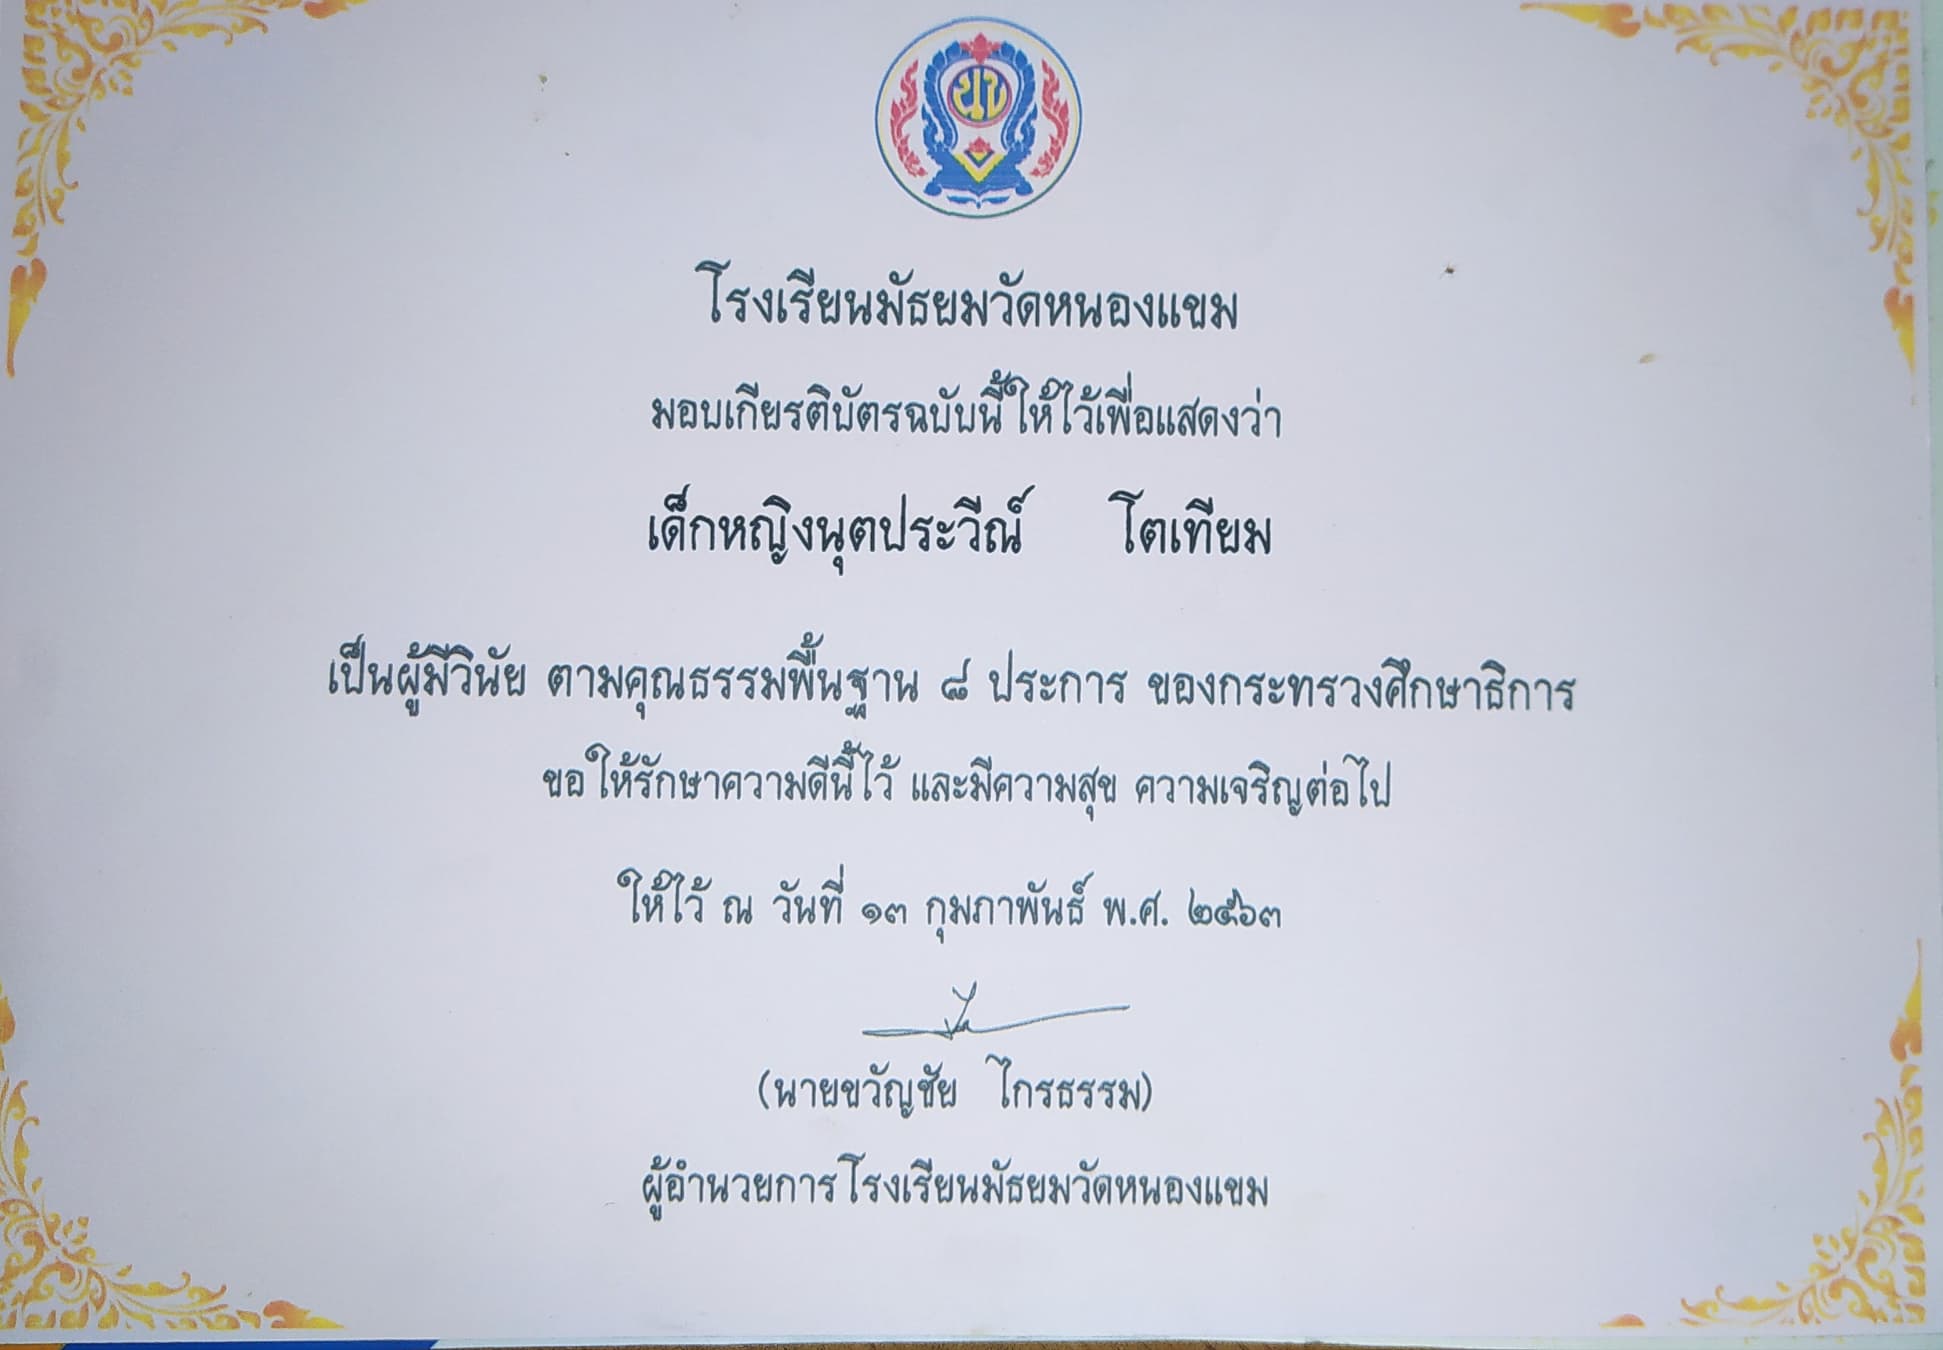 นข
โรงเรียนมัธยมวัดหนองแขม
มอบเกียรติบัตรฉบับนี้ให้ไว้เพื่อแสดงว่า
เด็กหญิงนุตประวีณ์ โตเทียม
เป็นผู้มีวินัย ตามคุณธรรมพื้นฐาน ๘ ประการ ของกระทรวงศึกษาธิการ
ขอให้รักษาความดีนี้ไว้ และมีความสุข ความเจริญต่อไป
ให้ไว้ ณ วันที่ ๑๓ กุมภาพันธ์ พ.ศ. ๒๕๖๓
(นายขวัญชัย ไกรธรรม)
ผู้อำนวยการโรงเรียนมัธยมวัดหนองแขม